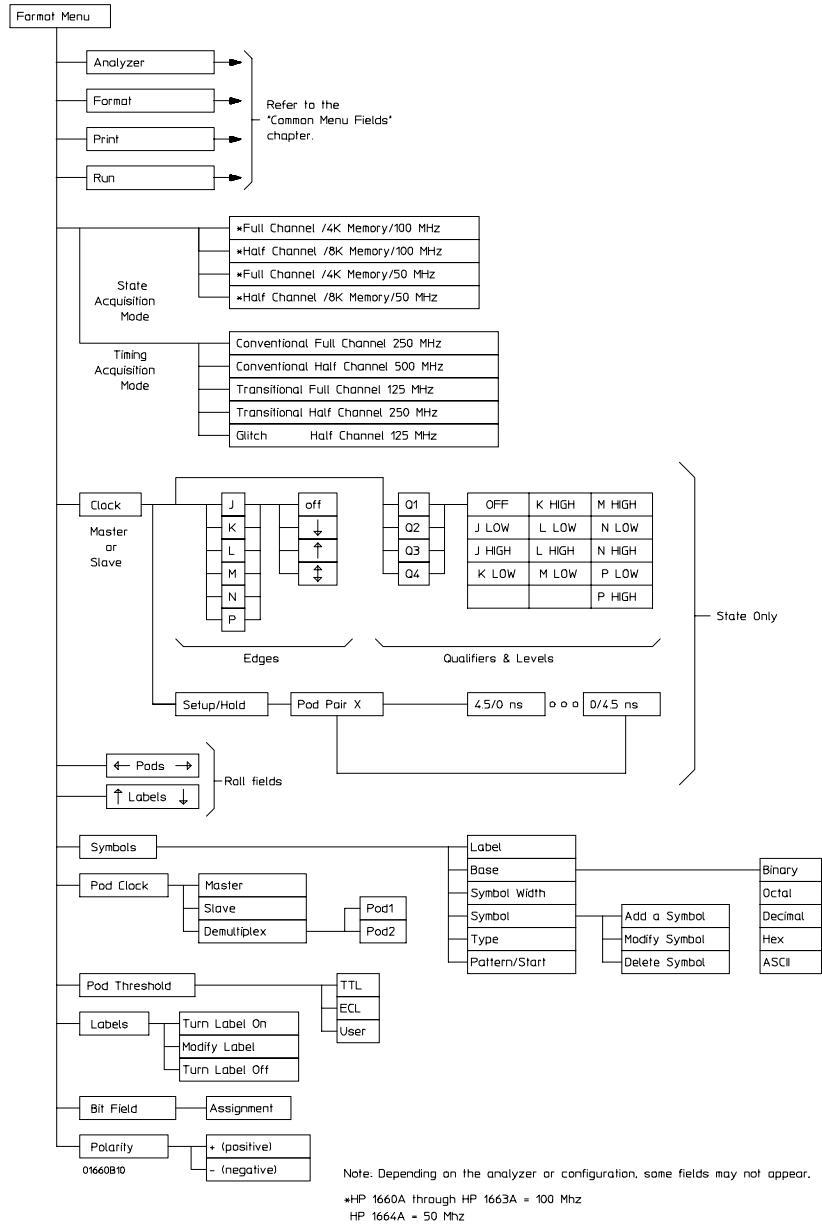 Format Menu
Analyzer
Format
Print
Run
Refer to the
"Common Menu Fields"
chapter.
*Full Channel /4K Memory/100 MHz
*Half Channel /8K Memory/100 MHz
*Full Channel /4K Memory/50 MHz
*Half Channel /8K Memory/50 MHz
State
Acquisition
Mode
Timing
Acquisition
Mode
Conventional Full Channel 250 MHz
Conventional Half Channel 500 MHz
Transitional Full Channel 125 MHz
Transitional Half Channel 250 MHz
Glitch Half Channel 125 MHz
Clock
Master
or
Slave
J
K
L
M
N
P
off
↓
↑
↕
Edges
Q1
Q2
Q3
Q4
OFF K HIGH M HIGH
J LOW L LOW N LOW
J HIGH L HIGH N HIGH
K LOW M LOW P LOW
P HIGH
Qualifiers & Levels
State Only
Setup/Hold
Pod Pair X
4.5/0 ns
o o o
0/4.5 ns
← Pods →
↑ Labels ↓
Roll fields
Symbols
Label
Base
Symbol Width
Symbol
Type
Pattern/Start
Binary
Octal
Decimal
Hex
ASCII
Add a Symbol
Modify Symbol
Delete Symbol
Pod Clock
Master
Slave
Demultiplex
Pod1
Pod2
Pod Threshold
TTL
ECL
User
Labels
Turn Label On
Modify Label
Turn Label Off
Bit Field
Assignment
Polarity
+ (positive)
- (negative)
01660B10
Note: Depending on the analyzer or configuration, some fields may not appear.
*HP 1660A through HP 1663A = 100 Mhz
HP 1664A = 50 Mhz